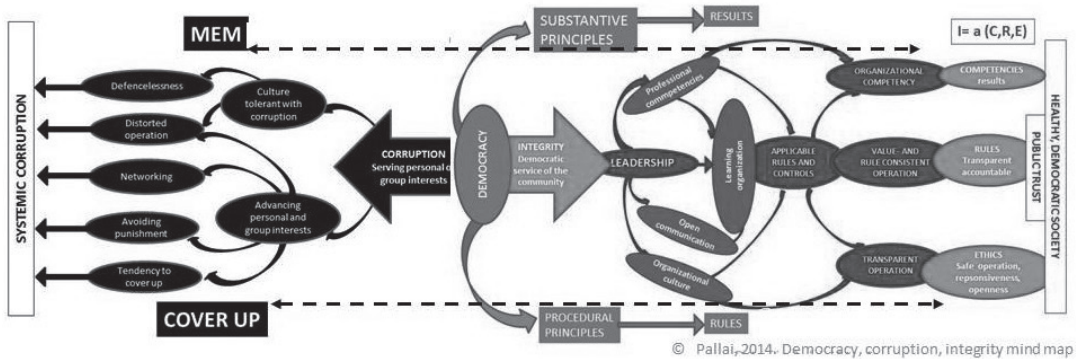 MEM
SUBSTANTIVE
PRINCIPLES
RESULTS
I= a (C,R,E)
SYSTEMIC CORRUPTION
Defencelessness
Distorted
operation
Networking
Avoiding
punishment
Tendency to
cover up
Culture
tolerant with
corruption
Advancing
personal and
group interests
CORRUPTION
Serving personal o
group interests
DEMOCRACY
INTEGRITY
Democratic
service of the
community
LEADERSHIP
Professional
commpetencies
Learning
organization
Open
communication
Organizational
culture
APPLICABLE
RULES AND
CONTROLS
ORGANIZATIONAL
COMPETENCY
VALUE- AND
RULE CONSISTENT
OPERATION
TRANSPARENT
OPERATION
COMPETENCIES
results
RULES
Transparent
accountable
ETHICS
Safe operation,
repsonsiveness,
openness
PUBLIC TRUST
HEALTHY, DEMOCRATIC SOCIETY
COVER UP
PROCEDURAL
PRINCIPLES
RULES
© Pallai, 2014. Democracy, corruption, integrity mind map